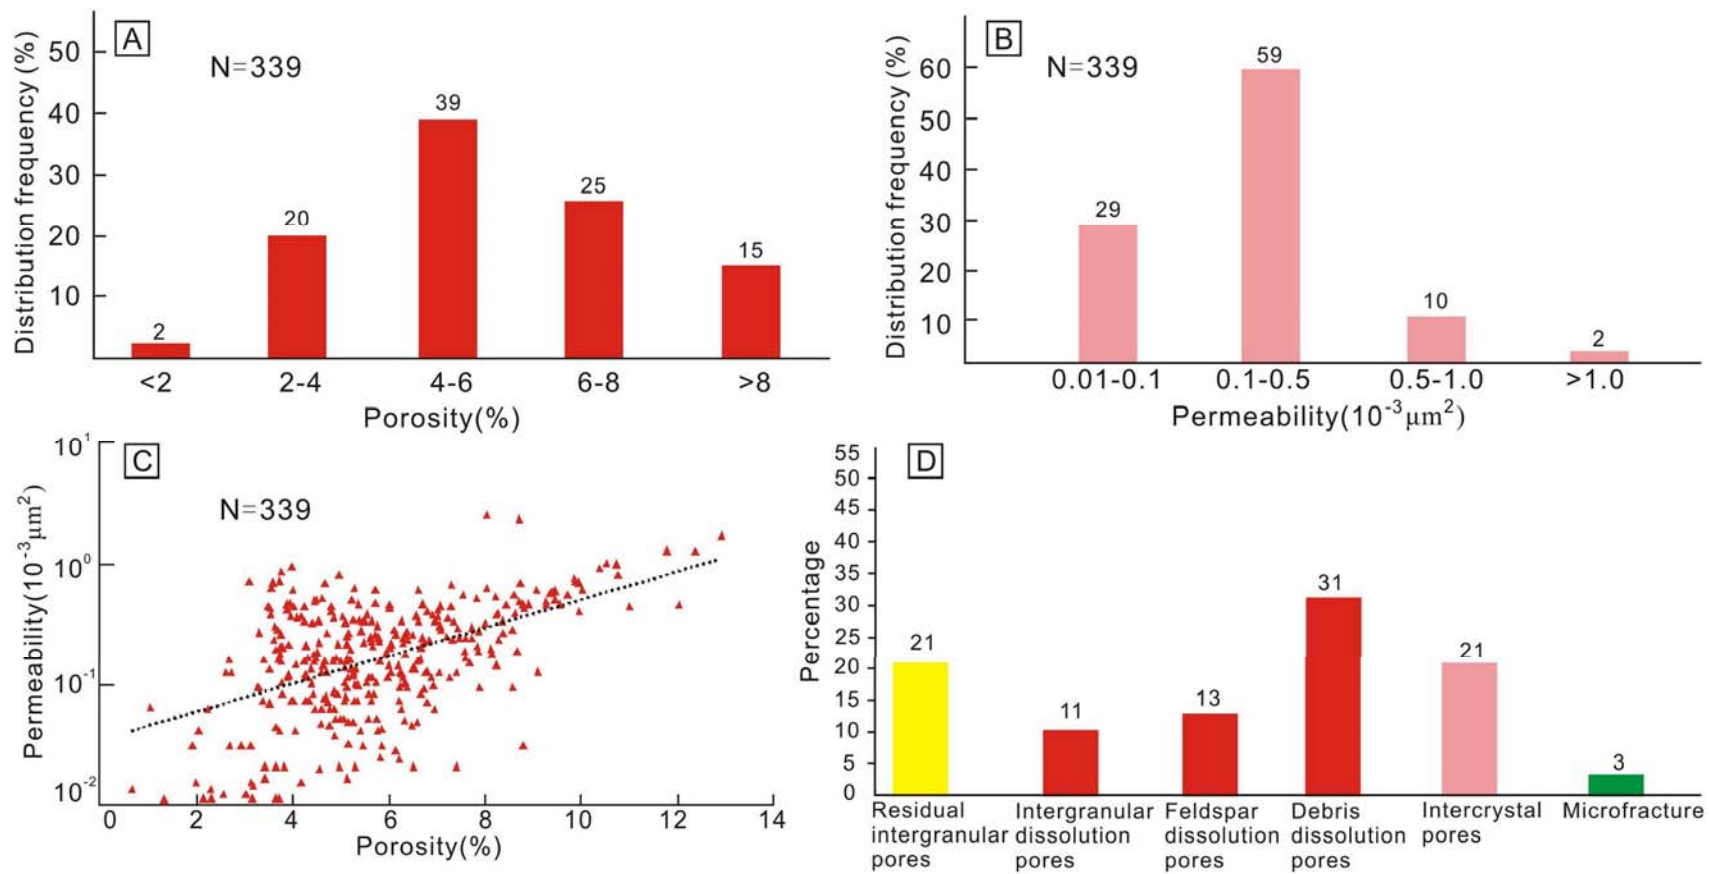 A
N=339
Distribution frequency (%)
50
40
30
20
10
2
20
39
25
15
<2
2-4
4-6
6-8
>8
Porosity(%)
B
N=339
Distribution frequency (%)
60
50
40
30
20
10
29
59
10
2
0.01-0.1
0.1-0.5
0.5-1.0
>1.0
Permeability(10⁻³μm²)
C
N=339
Permeability(10⁻³μm²)
10¹
10⁰
10⁻¹
10⁻²
0
2
4
6
8
10
12
14
Porosity(%)
D
Percentage
55
50
45
40
35
30
25
20
15
10
5
0
21
11
13
31
21
3
Residual
intergranular
pores
Intergranular
dissolution
pores
Feldspar
dissolution
pores
Debris
dissolution
pores
Intercrystal
pores
Microfracture